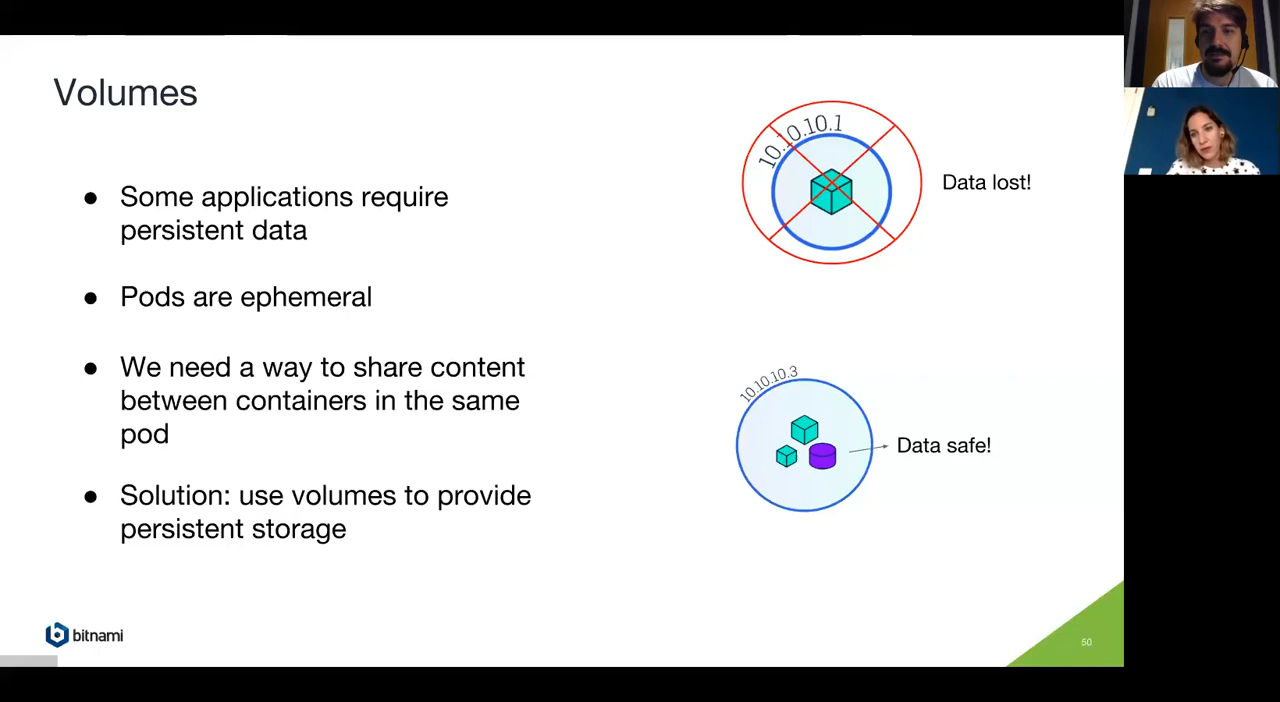 Volumes
● Some applications require
persistent data
● Pods are ephemeral
● We need a way to share content
between containers in the same
pod
● Solution: use volumes to provide
persistent storage
10.10.10.1
Data lost!
10.10.10.3
Data safe!
bitnami
50